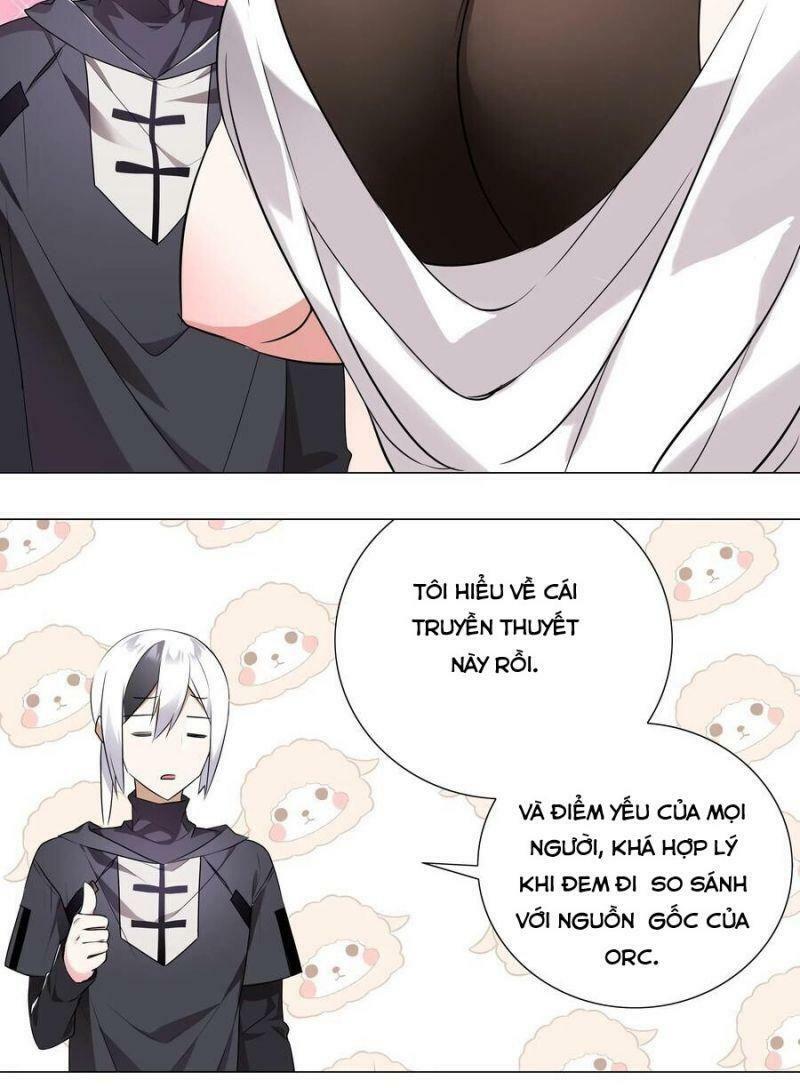 TÔI HIỂU VỀ CÁI
TRUYỀN THUYẾT
NÀY RỒI.
VÀ ĐIỂM YẾU CỦA MỌI
NGƯỜI, KHÁ HỢP LÝ
KHI ĐEM ĐI SO SÁNH
VỚI NGUỒN GỐC CỦA
ORC.